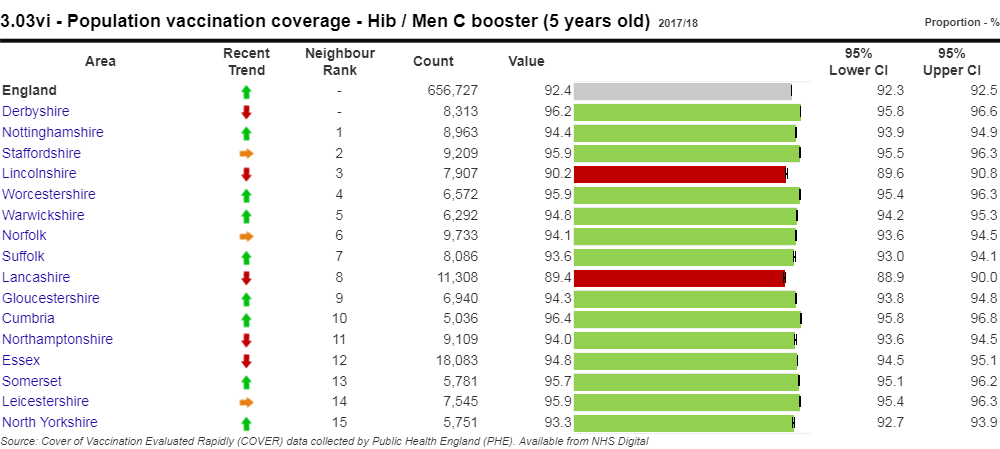 3.03vi - Population vaccination coverage - Hib / Men C booster (5 years old) 2017/18 Proportion - %
Area Recent Trend Neighbour Rank Count Value 95% Lower CI 95% Upper CI
England - 656,727 92.4 92.3 92.5
Derbyshire - 8,313 96.2 95.8 96.6
Nottinghamshire 1 8,963 94.4 93.9 94.9
Staffordshire 2 9,209 95.9 95.5 96.3
Lincolnshire 3 7,907 90.2 89.6 90.8
Worcestershire 4 6,572 95.9 95.4 96.3
Warwickshire 5 6,292 94.8 94.2 95.3
Norfolk 6 9,733 94.1 93.6 94.5
Suffolk 7 8,086 93.6 93.0 94.1
Lancashire 8 11,308 89.4 88.9 90.0
Gloucestershire 9 6,940 94.3 93.8 94.8
Cumbria 10 5,036 96.4 95.8 96.8
Northamptonshire 11 9,109 94.0 93.6 94.5
Essex 12 18,083 94.8 94.5 95.1
Somerset 13 5,781 95.7 95.1 96.2
Leicestershire 14 7,545 95.9 95.4 96.3
North Yorkshire 15 5,751 93.3 92.7 93.9
Source: Cover of Vaccination Evaluated Rapidly (COVER) data collected by Public Health England (PHE). Available from NHS Digital